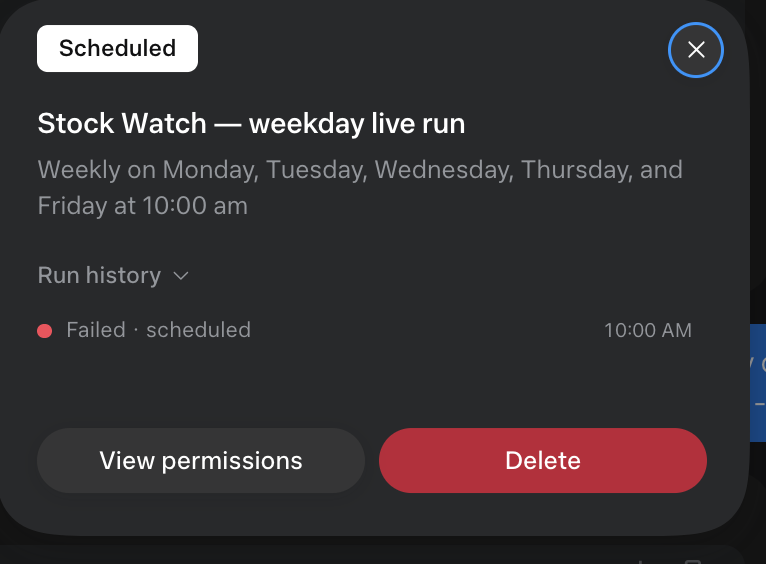 Scheduled
Stock Watch — weekday live run
Weekly on Monday, Tuesday, Wednesday, Thursday, and
Friday at 10:00 am
Run history
Failed · scheduled
10:00 AM
View permissions
Delete